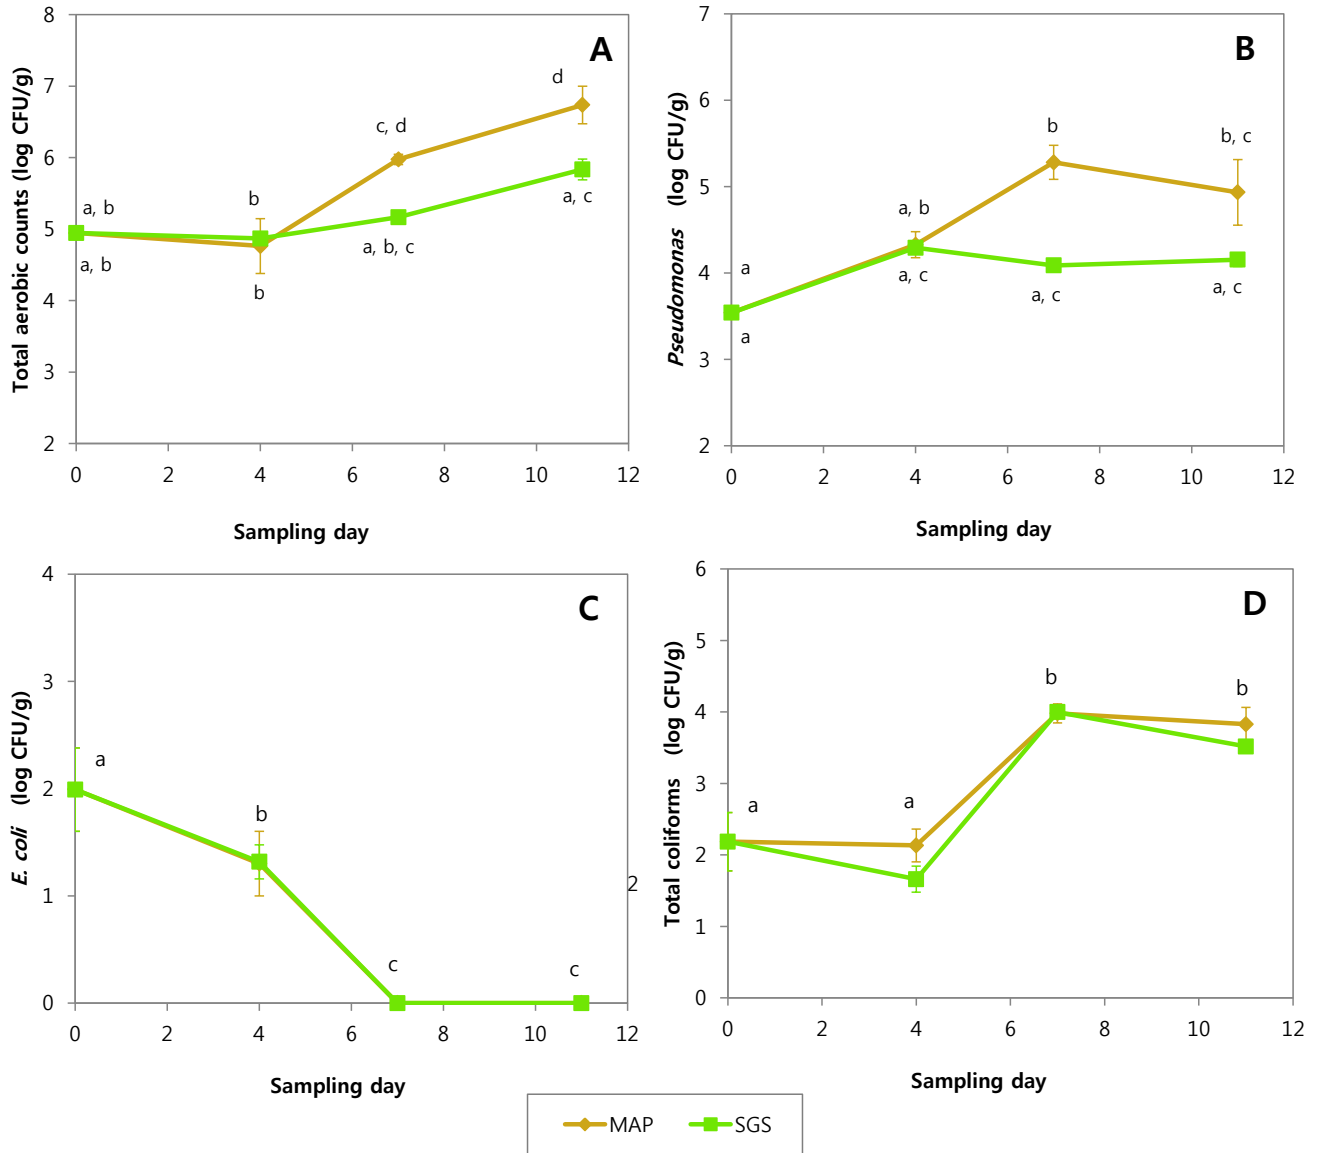 A
Total aerobic counts (log CFU/g)
8
7
6
5
4
3
2
a, b
a, b
b
b
c, d
a, b, c
d
a, c
0 2 4 6 8 10 12
Sampling day
B
Pseudomonas (log CFU/g)
7
6
5
4
3
2
a
a
a, b
a, c
b
a, c
b, c
a, c
0 2 4 6 8 10 12
Sampling day
C
E. coli (log CFU/g)
4
3
2
1
0
a
b
c
c
2
0 2 4 6 8 10 12
Sampling day
D
Total coliforms (log CFU/g)
6
5
4
3
2
1
0
a
a
b
b
0 2 4 6 8 10 12
Sampling day
MAP SGS